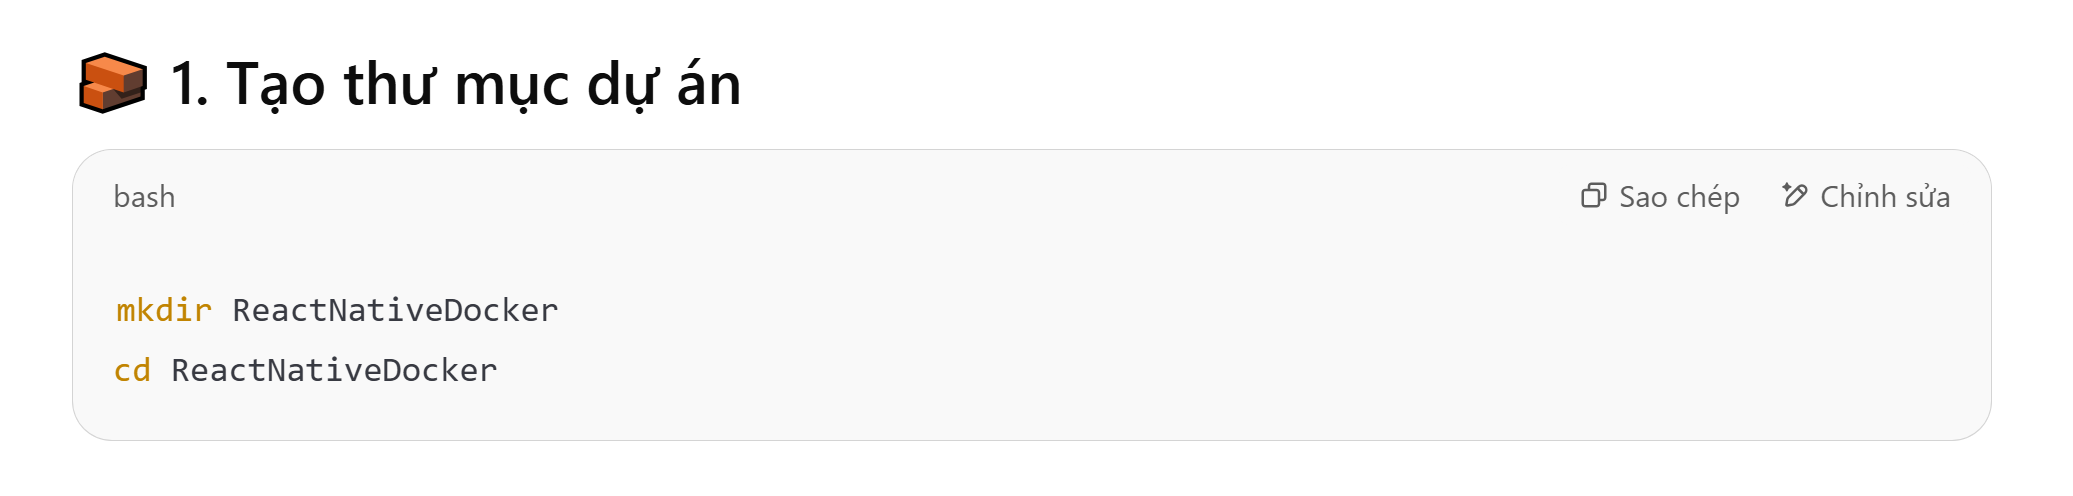 1. Tạo thư mục dự án
bash
Sao chép
Chỉnh sửa
mkdir ReactNativeDocker
cd ReactNativeDocker